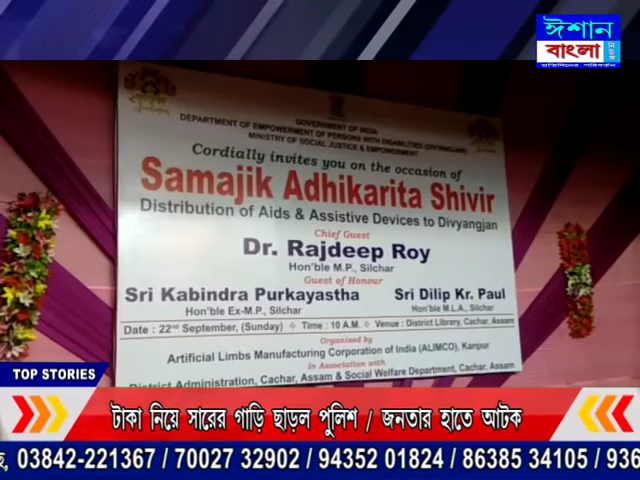 ঈশান
বাংলা
GOVERNMENT OF INDIA
DEPARTMENT OF EMPOWERMENT OF PERSONS WITH DISABILITIES (DIVYANGJAN)
MINISTRY OF SOCIAL JUSTICE & EMPOWERMENT
Cordially invites you on the occasion of
Samajik Adhikarita Shivir
Distribution of Aids & Assistive Devices to Divyangjan
Chief Guest
Dr. Rajdeep Roy
Hon'ble M.P., Silchar
Guest of Honour
Sri Kabindra Purkayastha Sri Dilip Kr. Paul
Hon'ble Ex-M.P., Silchar Hon'ble M.L.A., Silchar
Date : 22nd September, (Sunday) ✧ Time : 10 A.M. ✧ Venue : District Library, Cachar, Assam
Organised by
Artificial Limbs Manufacturing Corporation of India (ALIMCO), Kanpur
In Association with
District Administration, Cachar, Assam & Social Welfare Department, Cachar, Assam
TOP STORIES
টাকা নিয়ে সারের গাড়ি ছাড়ল পুলিশ / জনতার হাতে আটক
03842-221367 / 70027 32902 / 94352 01824 / 86385 34105 / 936